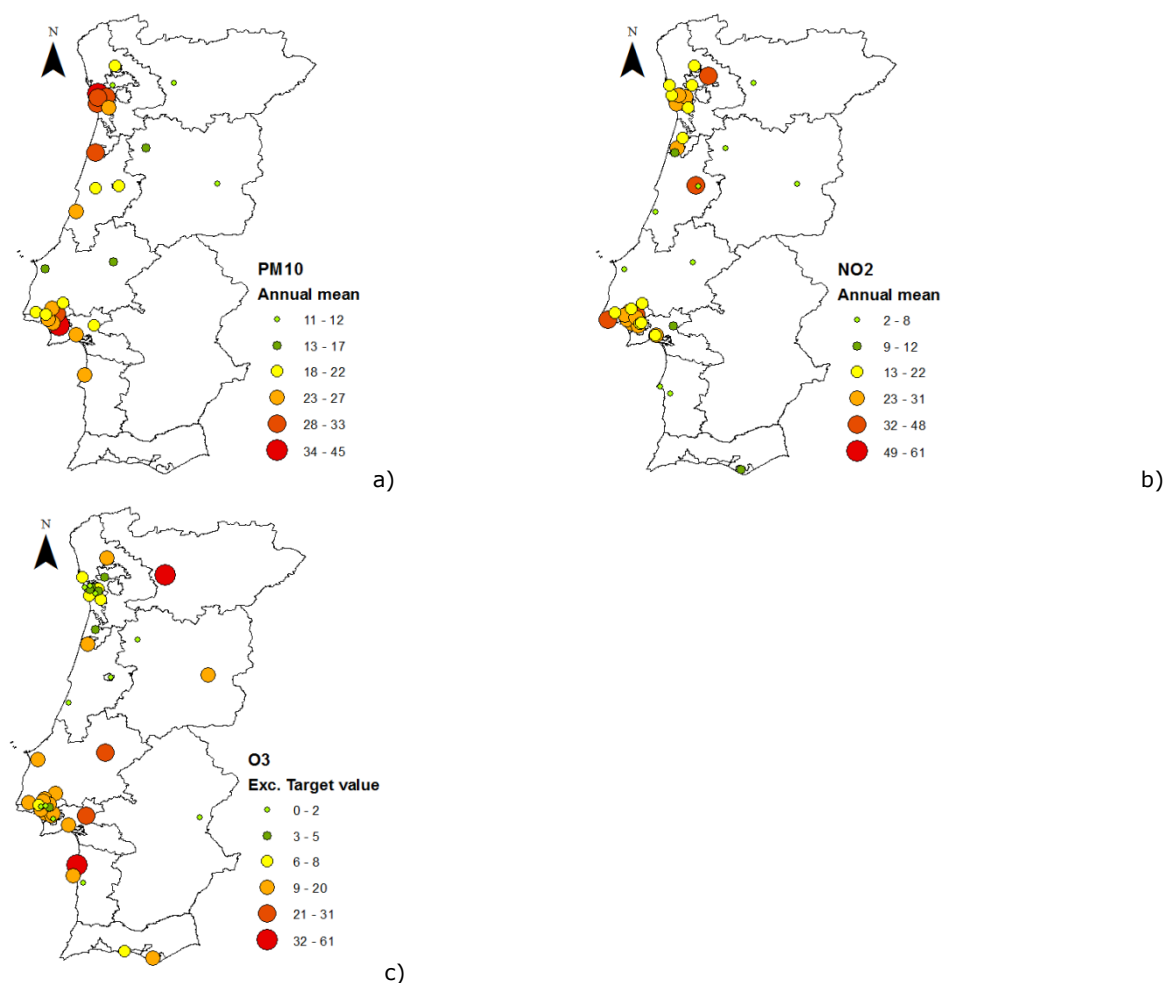 N
PM10
Annual mean
11 - 12
13 - 17
18 - 22
23 - 27
28 - 33
34 - 45
a)
N
NO2
Annual mean
2 - 8
9 - 12
13 - 22
23 - 31
32 - 48
49 - 61
b)
N
O3
Exc. Target value
0 - 2
3 - 5
6 - 8
9 - 20
21 - 31
32 - 61
c)